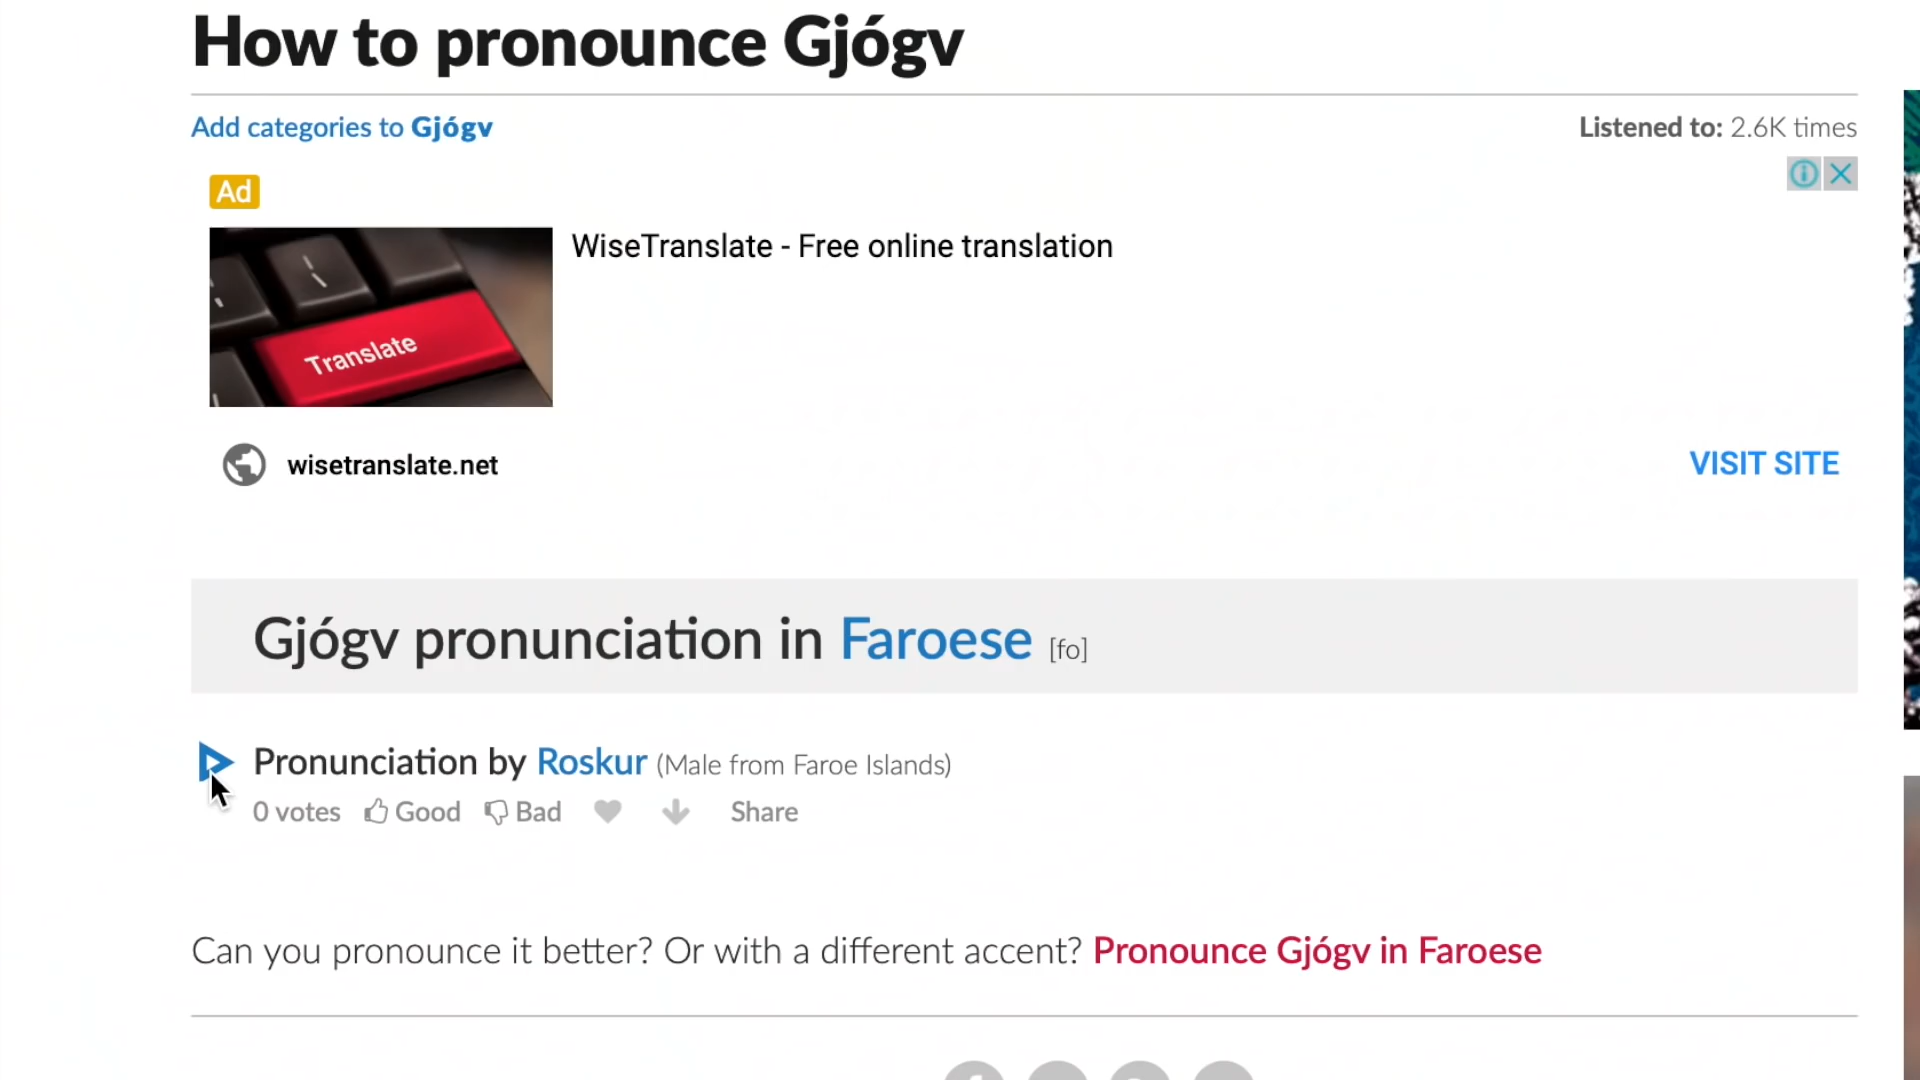 How to pronounce Gjógv
Add categories to Gjógv
Listened to: 2.6K times
Ad
WiseTranslate - Free online translation
Translate
wisetranslate.net
VISIT SITE
Gjógv pronunciation in Faroese [fo]
Pronunciation by Roskur (Male from Faroe Islands)
0 votes Good Bad Share
Can you pronounce it better? Or with a different accent? Pronounce Gjógv in Faroese